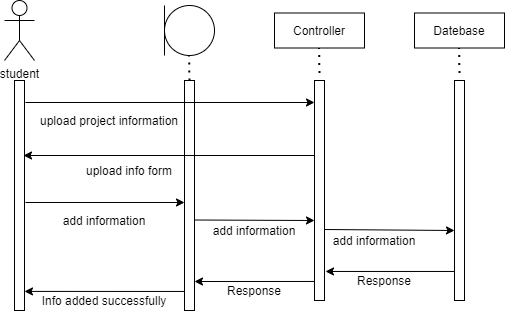 Controller
Datebase
student
upload project information
upload info form
add information
add information
add information
Response
Response
Info added successfully